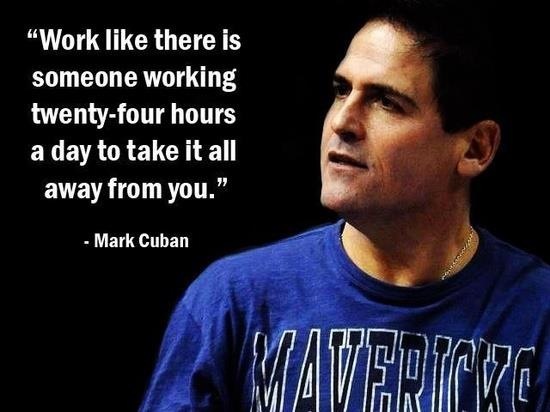 “Work like there is
someone working
twenty-four hours
a day to take it all
away from you.”
- Mark Cuban
MAVERICKS